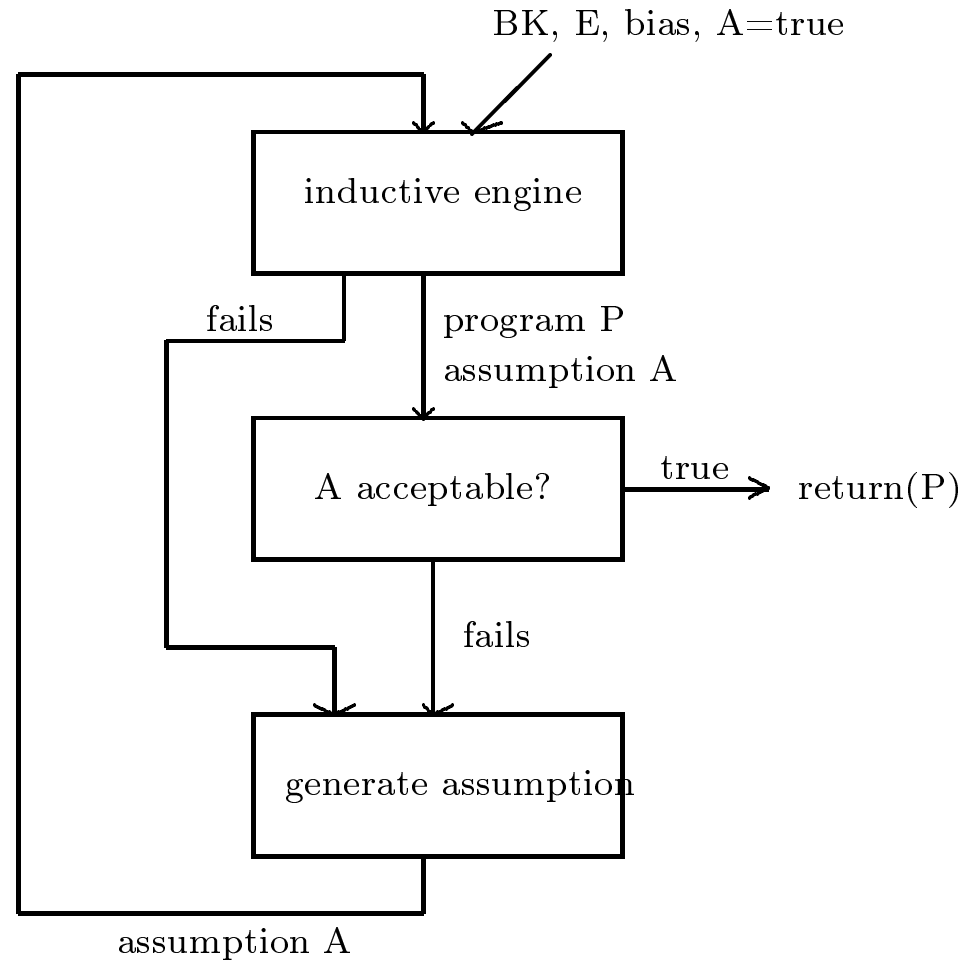 BK, E, bias, A=true
inductive engine
fails
program P
assumption A
A acceptable?
true
return(P)
fails
generate assumption
assumption A